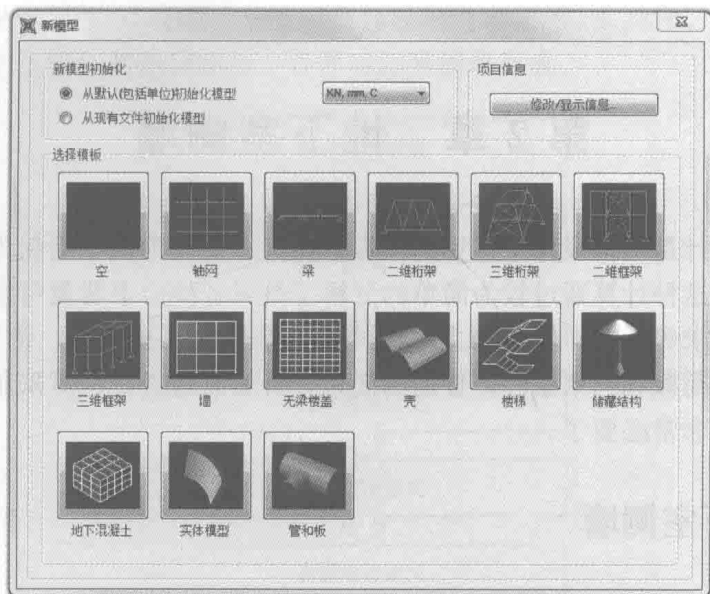 新模型
新模型初始化
从默认(包括单位)初始化模型
KN, mm, C
从现有文件初始化模型
项目信息
修改/显示信息
选择模板
空
轴网
梁
二维桁架
三维桁架
二维框架
三维框架
墙
无梁楼盖
壳
楼梯
储藏结构
地下混凝土
实体模型
管和板